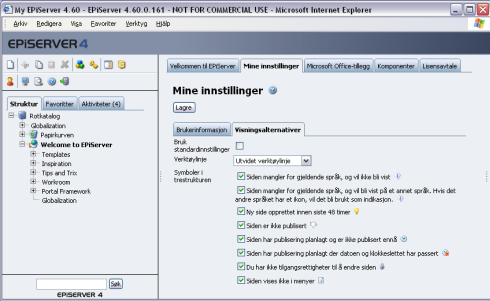 My EPiServer 4.60 - EPiServer 4.60.0.161 - NOT FOR COMMERCIAL USE - Microsoft Internet Explorer
Arkiv Redigera Visa Favoriter Verktyg Hjälp
EPiSERVER 4
Struktur Favoritter Aktiviteter (4)
Rotkatalog
Globalization
Papirkurven
Welcome to EPiServer
Templates
Inspiration
Tips and Trix
Workroom
Portal Framework
Globalization
Søk
EPiSERVER 4
Velkommen til EPiServer Mine innstillinger Microsoft Office-tillegg Komponenter Lisensavtale
Mine innstillinger
Lagre
Brukerinformasjon Visningsalternativer
Bruk
standardinnstillinger
Verktøylinje Utvidet verktøylinje
Symboler i
trestrukturen
Siden mangler for gjeldende språk, og vil ikke bli vist
Siden mangler for gjeldende språk, og vil bli vist på et annet språk. Hvis det
andre språket har et ikon, vil det bli brukt som indikasjon.
Ny side opprettet innen siste 48 timer
Siden er ikke publisert
Siden har publisering planlagt og er ikke publisert ennå
Siden har publisering planlagt der datoen og klokkeslettet har passert
Du har ikke tilgangsrettigheter til å endre siden
Siden vises ikke i menyer